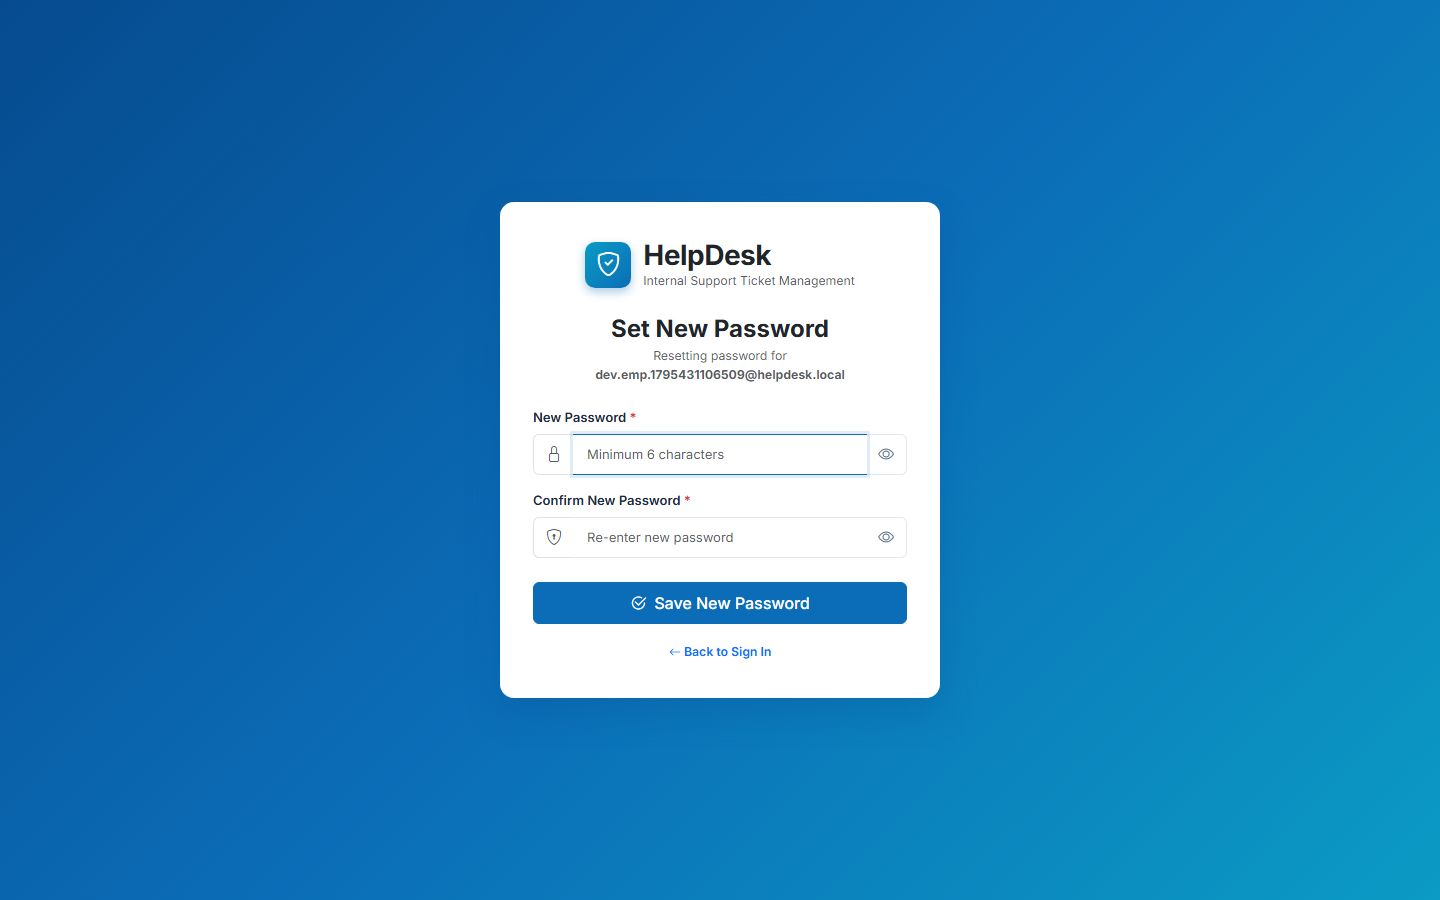 HelpDesk
Internal Support Ticket Management
Set New Password
Resetting password for
dev.emp.1795431106509@helpdesk.local
New Password *
Minimum 6 characters
Confirm New Password *
Re-enter new password
Save New Password
← Back to Sign In